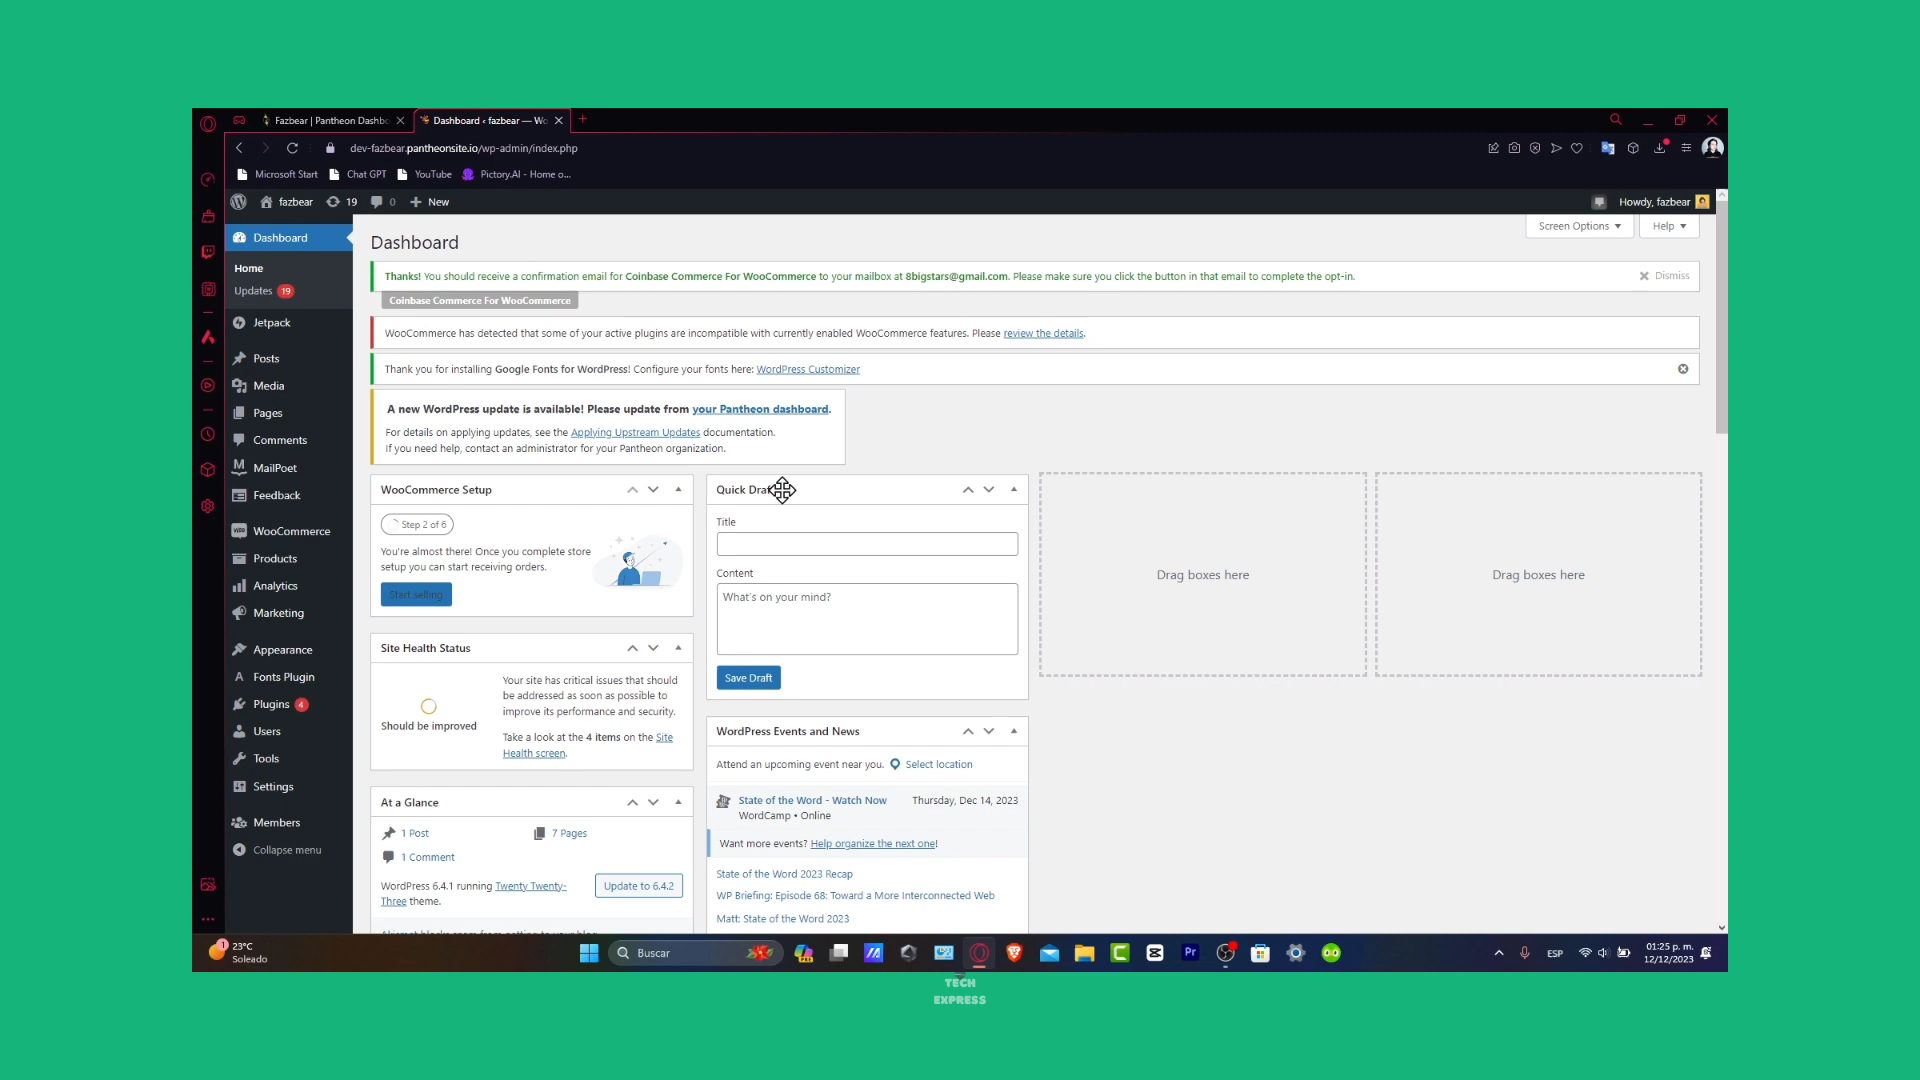 Fazbear | Pantheon Dashbo
Dashboard ‹ fazbear — Wo
dev-fazbear.pantheonsite.io/wp-admin/index.php
Microsoft Start
Chat GPT
YouTube
Pictory.AI - Home o...
fazbear
19
0
New
Howdy, fazbear
Dashboard
Home
Updates 19
Jetpack
Posts
Media
Pages
Comments
MailPoet
Feedback
WooCommerce
Products
Analytics
Marketing
Appearance
Fonts Plugin
Plugins 4
Users
Tools
Settings
Members
Collapse menu
Screen Options
Help
Dashboard
Thanks! You should receive a confirmation email for Coinbase Commerce For WooCommerce to your mailbox at 8bigstars@gmail.com. Please make sure you click the button in that email to complete the opt-in.
Dismiss
Coinbase Commerce For WooCommerce
WooCommerce has detected that some of your active plugins are incompatible with currently enabled WooCommerce features. Please review the details.
Thank you for installing Google Fonts for WordPress! Configure your fonts here: WordPress Customizer
A new WordPress update is available! Please update from your Pantheon dashboard.
For details on applying updates, see the Applying Upstream Updates documentation.
If you need help, contact an administrator for your Pantheon organization.
WooCommerce Setup
Step 2 of 6
You're almost there! Once you complete store
setup you can start receiving orders.
Start selling
Site Health Status
Should be improved
Your site has critical issues that should
be addressed as soon as possible to
improve its performance and security.
Take a look at the 4 items on the Site
Health screen.
At a Glance
1 Post
7 Pages
1 Comment
WordPress 6.4.1 running Twenty Twenty-
Three theme.
Update to 6.4.2
Quick Draf
Title
Content
What's on your mind?
Save Draft
WordPress Events and News
Attend an upcoming event near you.
Select location
State of the Word - Watch Now
Thursday, Dec 14, 2023
WordCamp • Online
Want more events? Help organize the next one!
State of the Word 2023 Recap
WP Briefing: Episode 68: Toward a More Interconnected Web
Matt: State of the Word 2023
Drag boxes here
Drag boxes here
1
23°C
Soleado
Buscar
Pr
ESP
01:25 p. m.
12/12/2023
TECH
EXPRESS